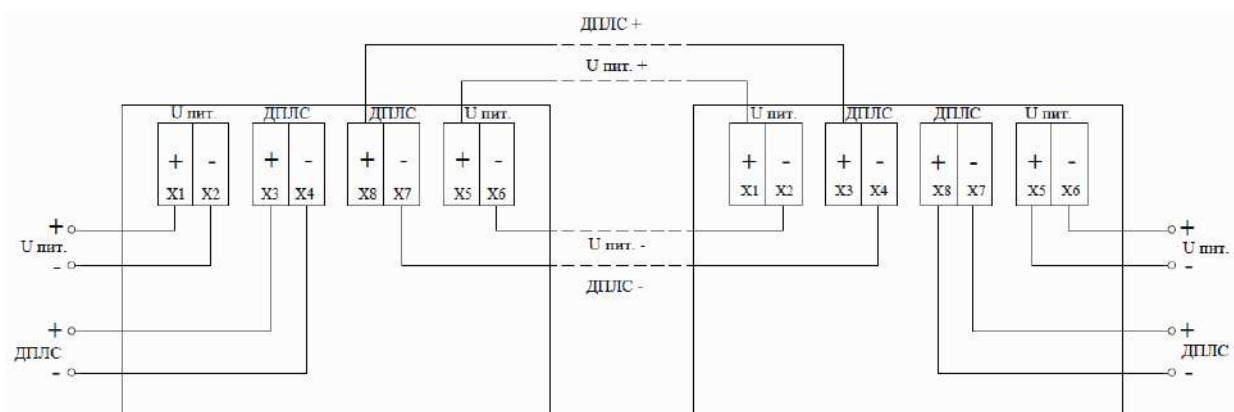 ДПЛС +
U пит. +
U пит. ДПЛС ДПЛС U пит. U пит. ДПЛС ДПЛС U пит.
+ - + - + - + - + - + - + - + -
X1 X2 X3 X4 X8 X7 X5 X6 X1 X2 X3 X4 X8 X7 X5 X6
+ +
U пит. U пит. - U пит.
- -
ДПЛС -
+ +
ДПЛС ДПЛС
- -